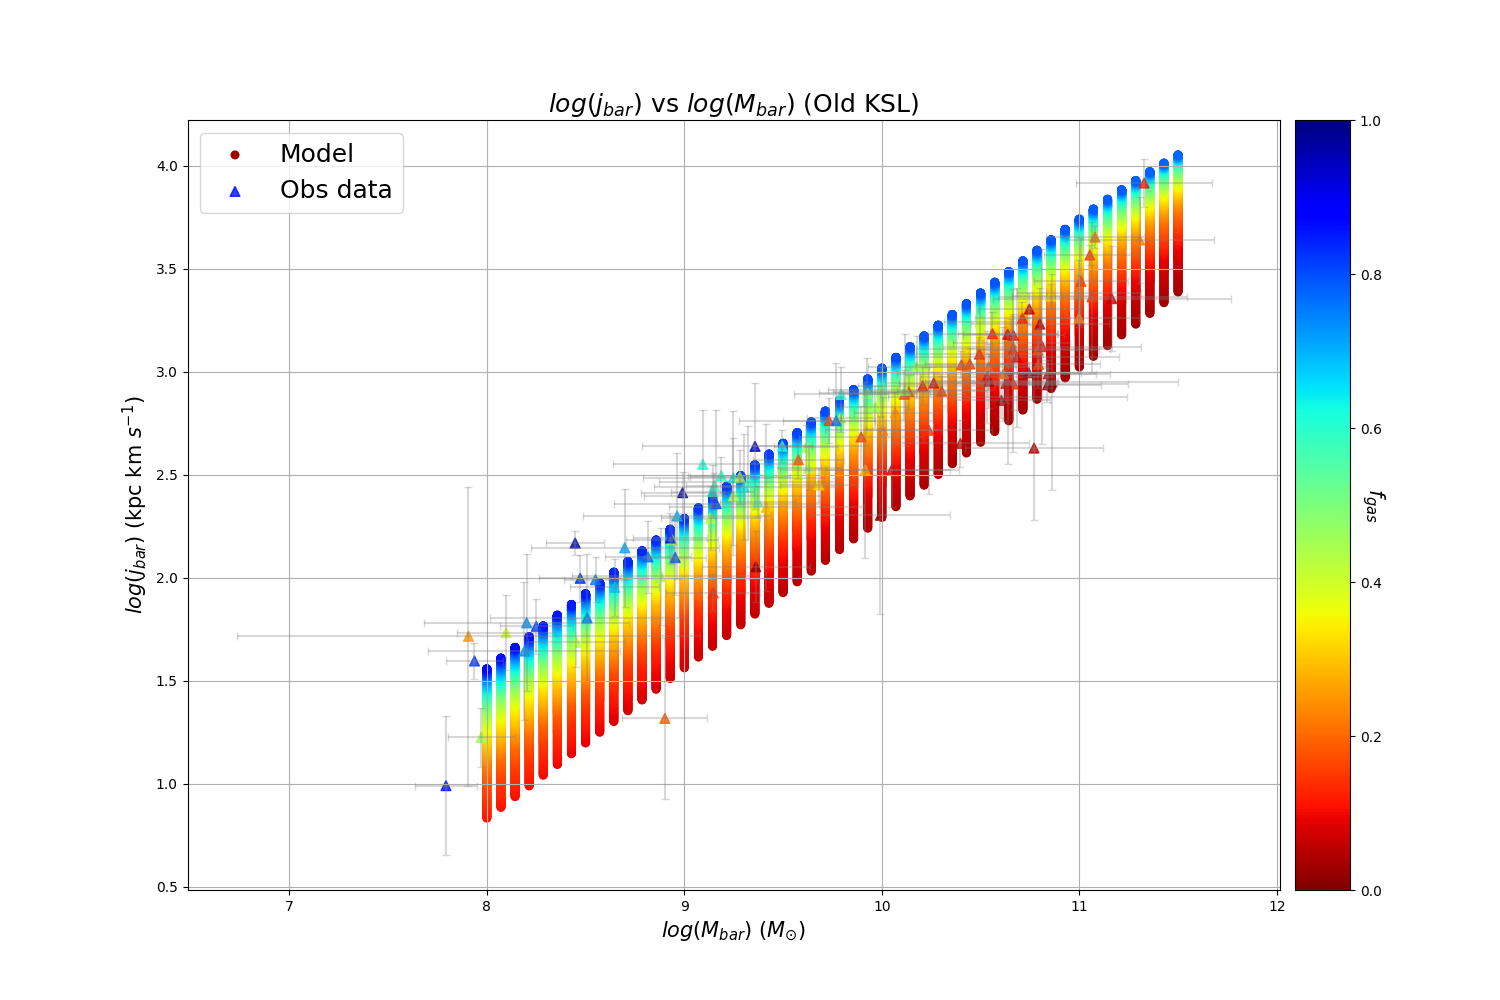 log(j_bar) vs log(M_bar) (Old KSL)
Model
Obs data
log(j_bar) (kpc km s⁻¹)
4.0
3.5
3.0
2.5
2.0
1.5
1.0
0.5
7 8 9 10 11 12
log(M_bar) (M_⊙)
1.0
0.8
0.6
0.4
0.2
0.0
f_gas